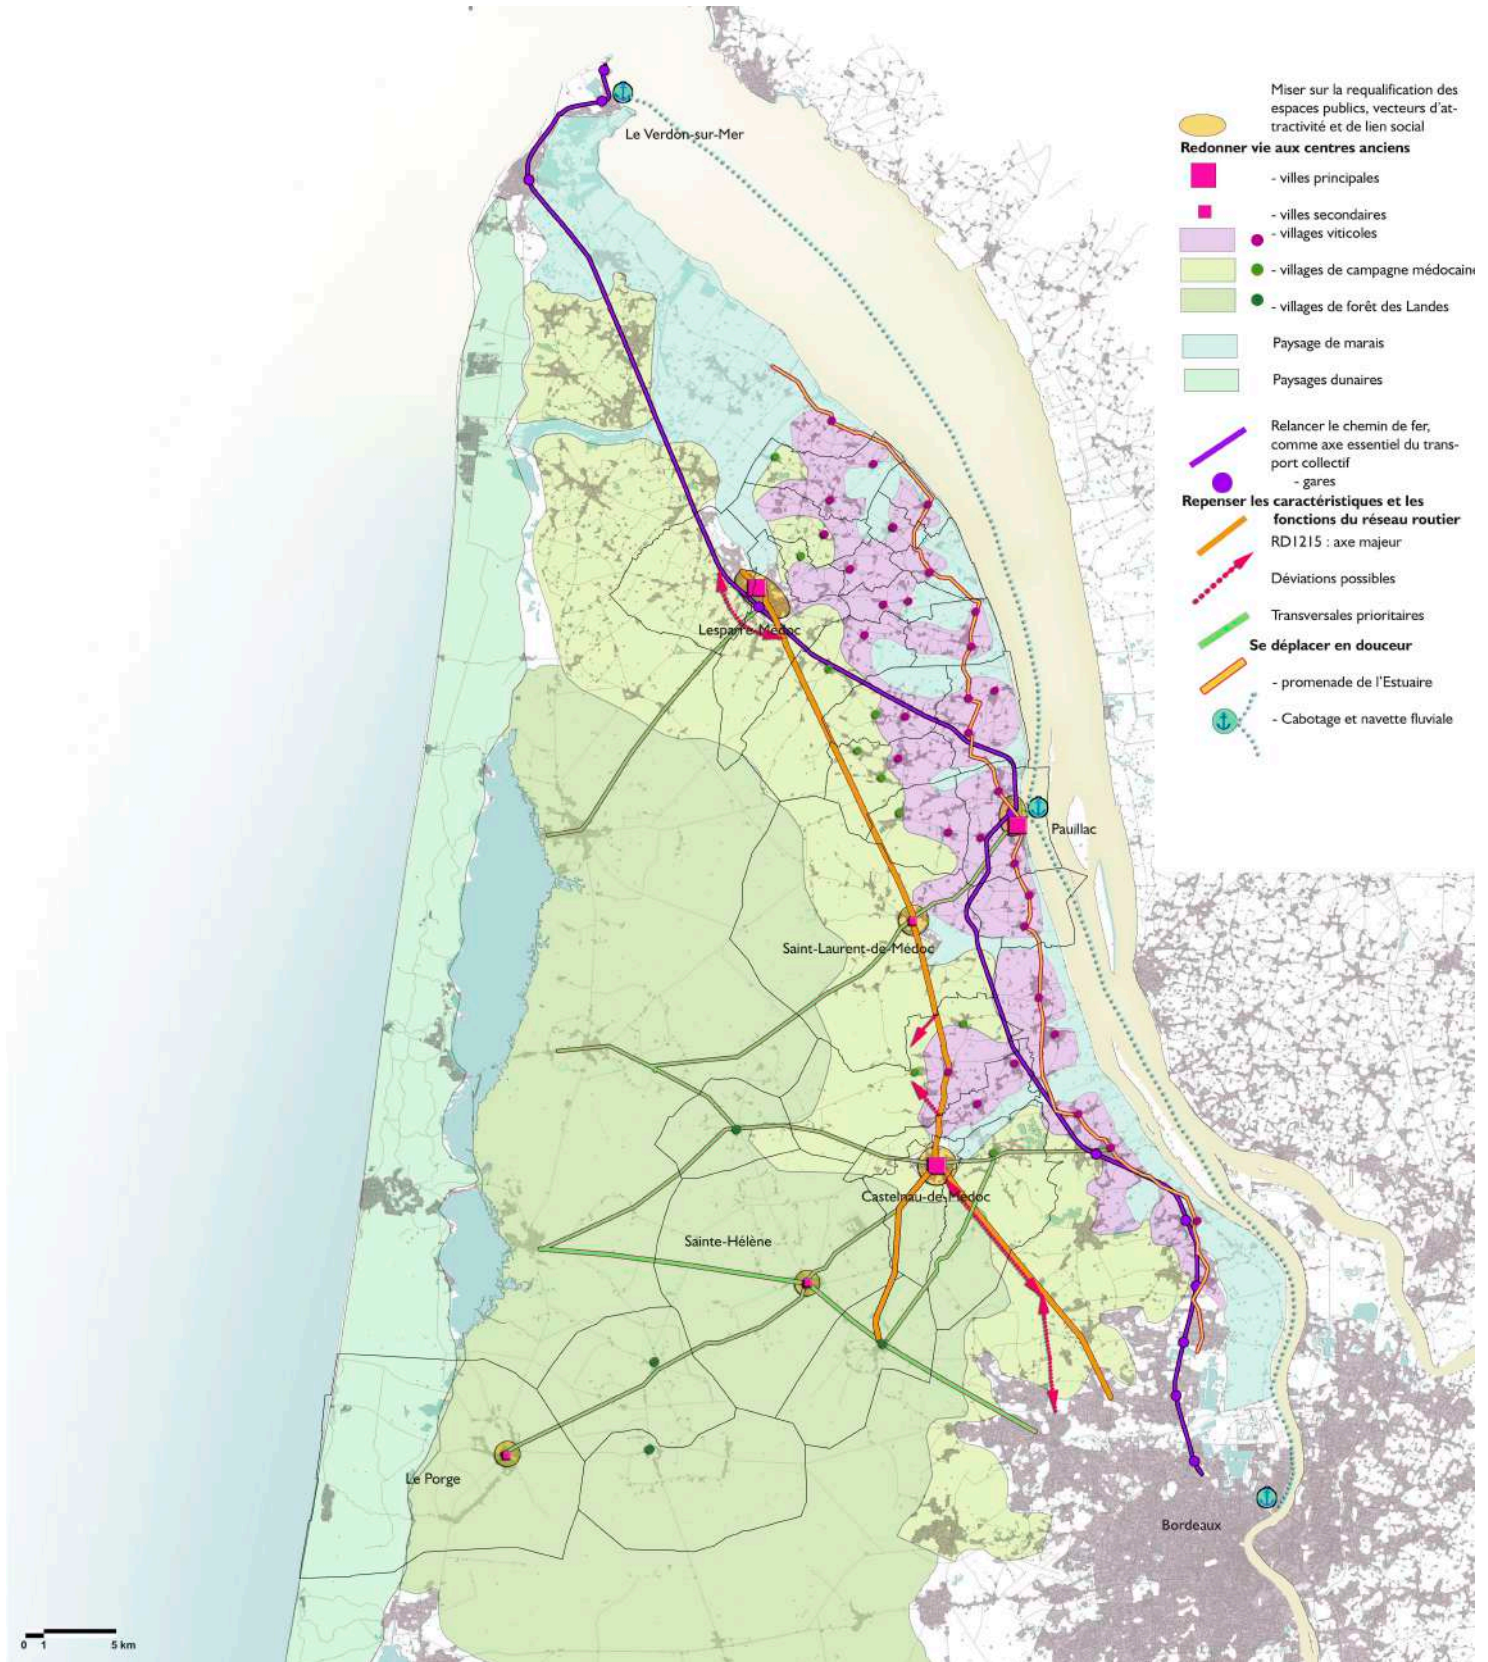 Miser sur la requalification des
espaces publics, vecteurs d'at-
tractivité et de lien social
Redonner vie aux centres anciens
- villes principales
- villes secondaires
- villages viticoles
- villages de campagne médocaine
- villages de forêt des Landes
Paysage de marais
Paysages dunaires
Relancer le chemin de fer,
comme axe essentiel du trans-
port collectif
- gares
Repenser les caractéristiques et les
fonctions du réseau routier
RD1215 : axe majeur
Déviations possibles
Transversales prioritaires
Se déplacer en douceur
- promenade de l'Estuaire
- Cabotage et navette fluviale
Le Verdon-sur-Mer
Lesparre-Médoc
Pauillac
Saint-Laurent-de-Médoc
Castelnau-de-Médoc
Sainte-Hélène
Le Porge
Bordeaux
0 1 5 km